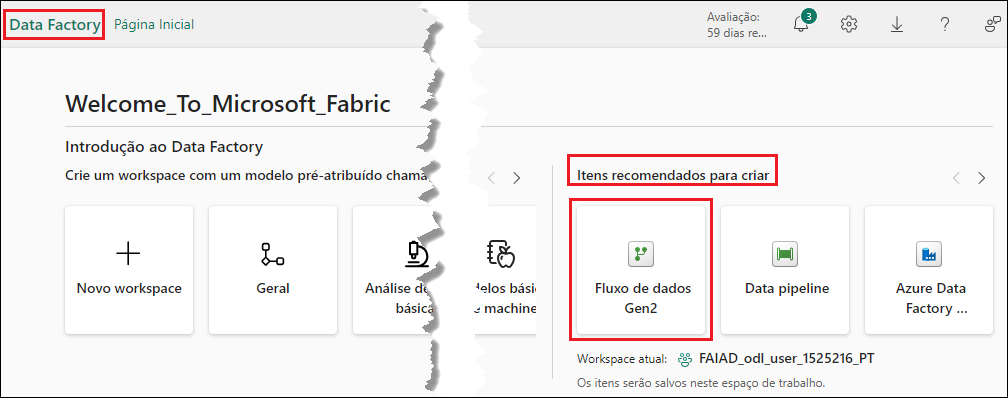 Data Factory Página Inicial
Avaliação:
59 dias re...
3
Welcome_To_Microsoft_Fabric
Introdução ao Data Factory
Crie um workspace com um modelo pré-atribuído chama
Itens recomendados para criar
Novo workspace
Geral
Análise de
básica
elos bási
e machine
Fluxo de dados
Gen2
Data pipeline
Azure Data
Factory ...
Workspace atual: FAIAD_odl_user_1525216_PT
Os itens serão salvos neste espaço de trabalho.